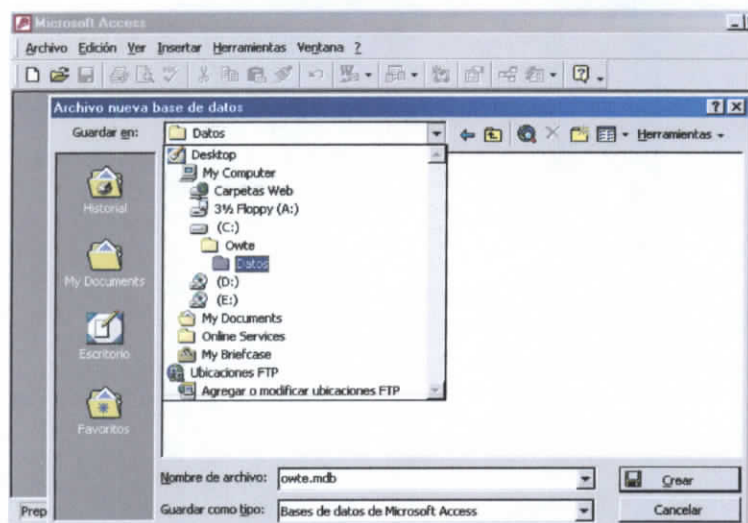 Microsoft Access
Archivo Edición Ver Insertar Herramientas Ventana ?
Archivo nueva base de datos
Guardar en: Datos Herramientas
Desktop
My Computer
Carpetas Web
3½ Floppy (A:)
(C:)
Owte
Datos
(D:)
(E:)
My Documents
Online Services
My Briefcase
Ubicaciones FTP
Agregar o modificar ubicaciones FTP
Historial
My Documents
Escritorio
Favoritos
Nombre de archivo: owte.mdb Crear
Prep Guardar como tipo: Bases de datos de Microsoft Access Cancelar